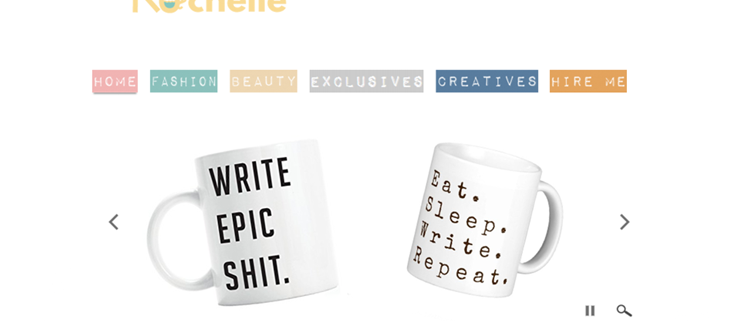 Rochelle
HOME FASHION BEAUTY EXCLUSIVES CREATIVES HIRE ME
WRITE
EPIC
SHIT.
Eat.
Sleep.
Write.
Repeat.